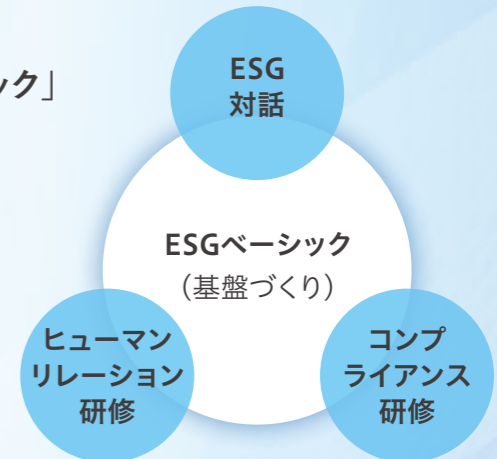 ック」
ESG
対話
ESGベーシック
（基盤づくり）
ヒューマン
リレーション
研修
コンプ
ライアンス
研修